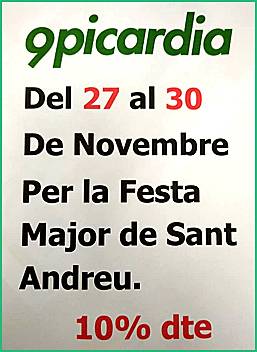 9picardia
Del 27 al 30
De Novembre
Per la Festa
Major de Sant
Andreu.
10% dte